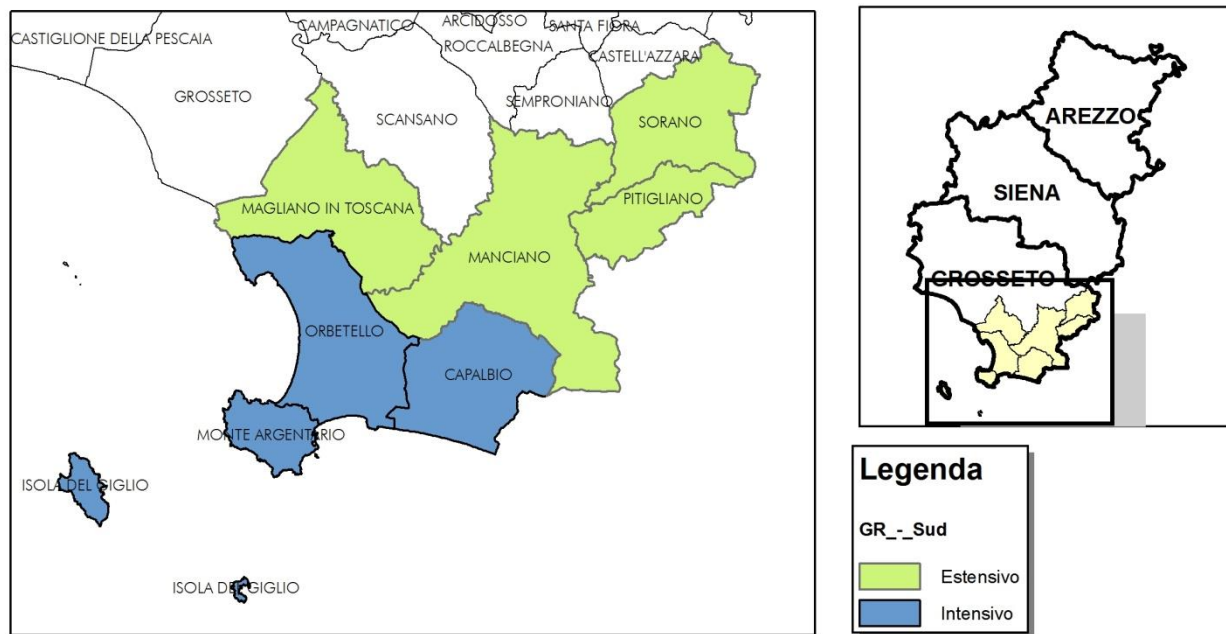 CAMPAGNATICO
ARCIDOSSO
SANTA FIORA
CASTIGLIONE DELLA PESCAIA
ROCCALBEGNA
CASTELL'AZZARA
GROSSETO
SEMPRONIANO
SCANSANO
SORANO
PITIGLIANO
MAGLIANO IN TOSCANA
MANCIANO
ORBETELLO
CAPALBIO
MONTE ARGENTARIO
ISOLA DEL GIGLIO
ISOLA DEL GIGLIO
AREZZO
SIENA
GROSSETO
Legenda
GR_-_Sud
Estensivo
Intensivo